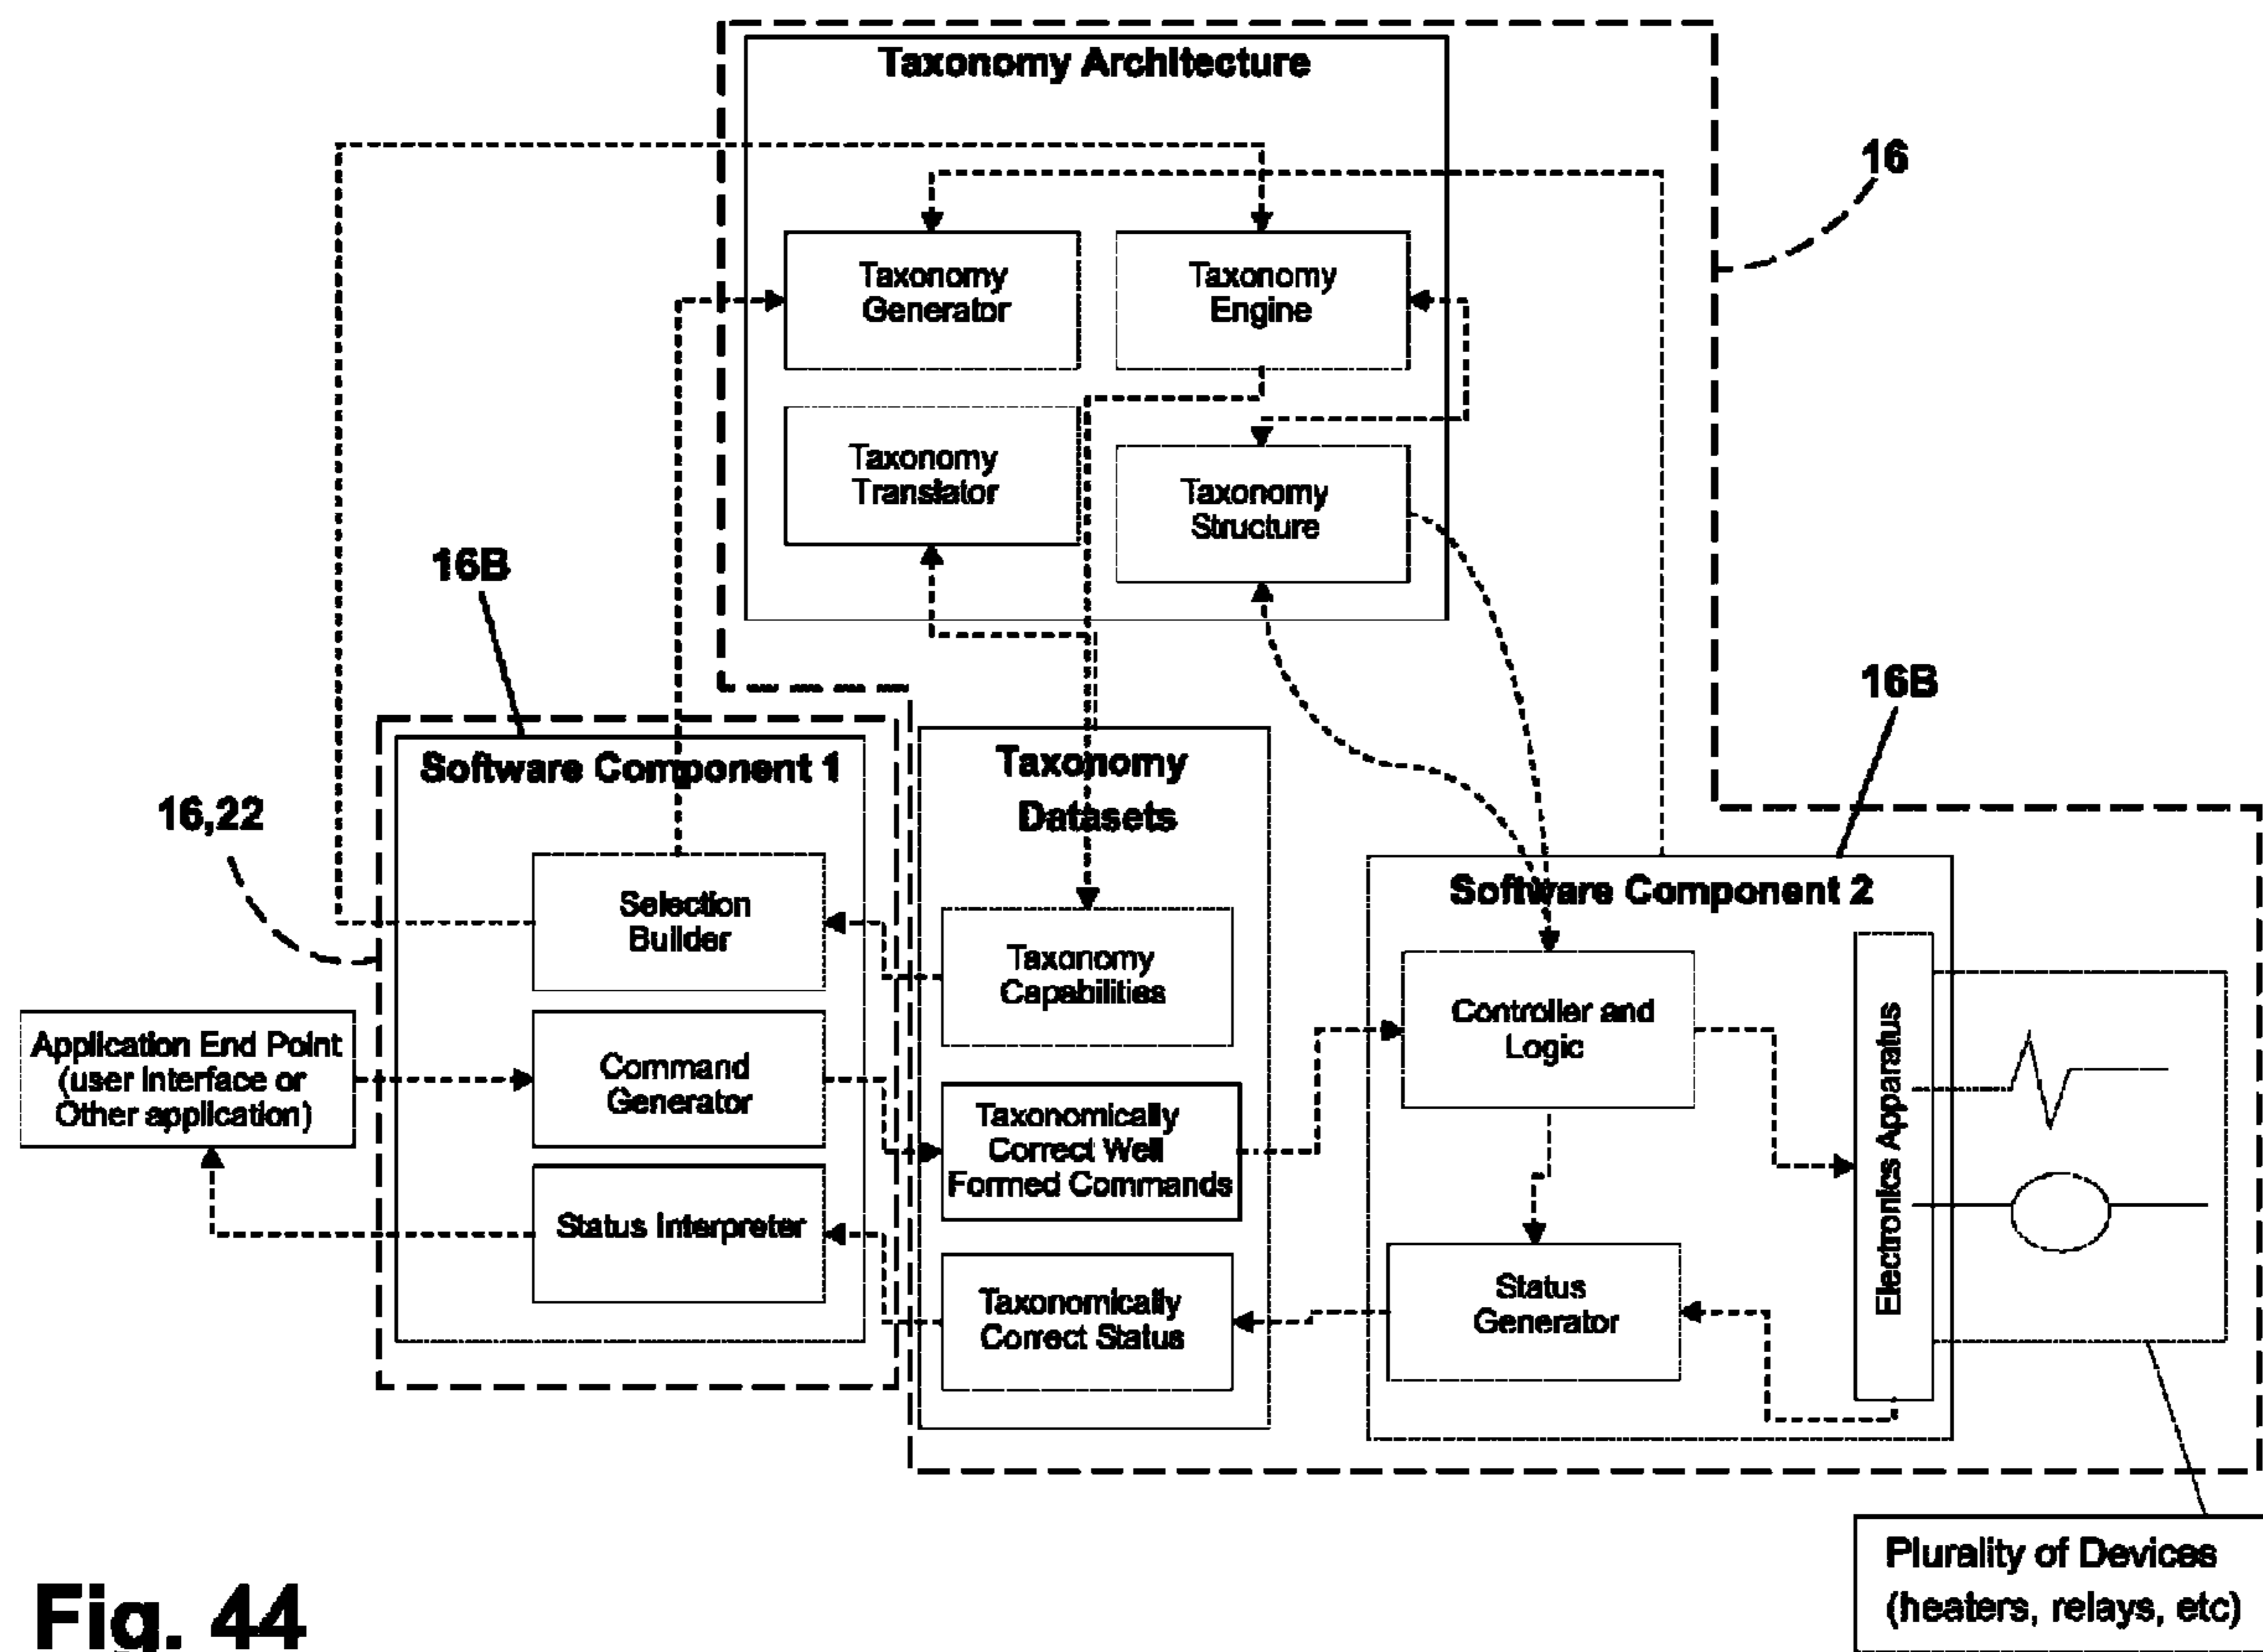 Taxonomy Architecture
16
Taxonomy
Generator
Taxonomy
Engine
Taxonomy
Translator
Taxonomy
Structure
16B
16B
16,22
Software Component 1
Selection
Builder
Command
Generator
Status Interpreter
Application End Point
(user interface or
Other application)
Taxonomy
Datasets
Taxonomy
Capabilities
Taxonomically
Correct Well
Formed Commands
Taxonomically
Correct Status
Software Component 2
Controller and
Logic
Status
Generator
Electronics Apparatus
Plurality of Devices
(heaters, relays, etc)
Fig. 44